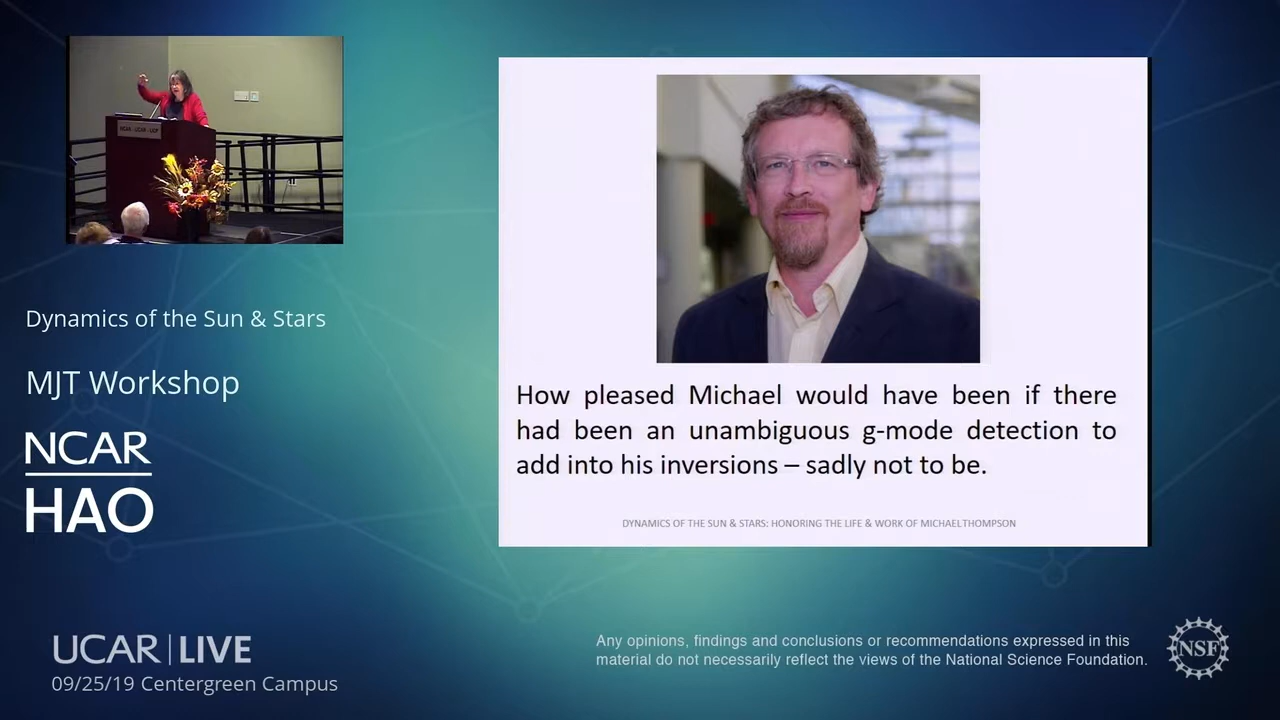 NCAR - UCAR - UCP
Dynamics of the Sun & Stars
MJT Workshop
NCAR
HAO
UCAR | LIVE
09/25/19 Centergreen Campus
How pleased Michael would have been if there
had been an unambiguous g-mode detection to
add into his inversions – sadly not to be.
DYNAMICS OF THE SUN & STARS: HONORING THE LIFE & WORK OF MICHAEL THOMPSON
Any opinions, findings and conclusions or recommendations expressed in this
material do not necessarily reflect the views of the National Science Foundation.
NSF